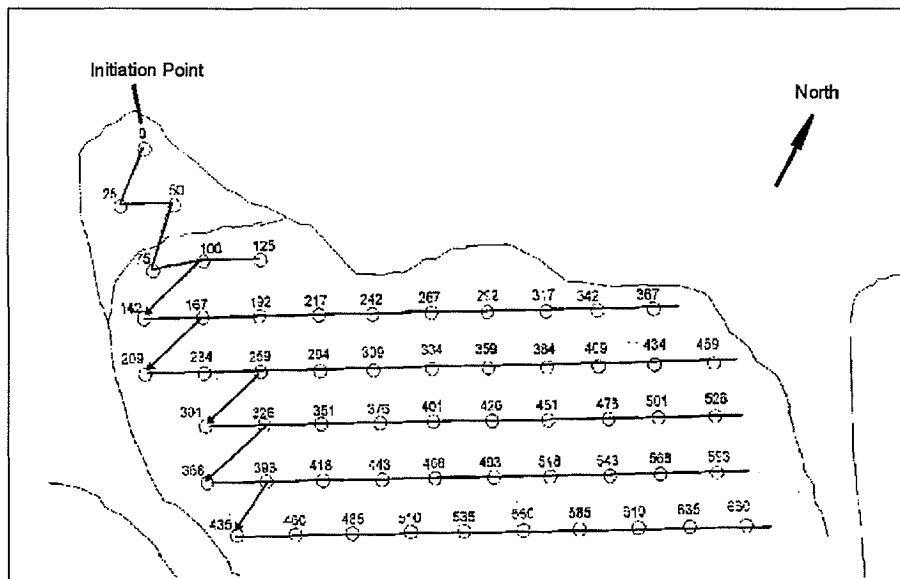 Initiation Point
North
0
25 50
75 100 125
142 167 192 217 242 267 292 317 342 367
209 234 259 284 309 334 359 384 409 434 459
301 326 351 376 401 426 451 476 501 526
368 393 418 443 468 493 518 543 568 593
435 460 485 510 535 560 585 610 635 660